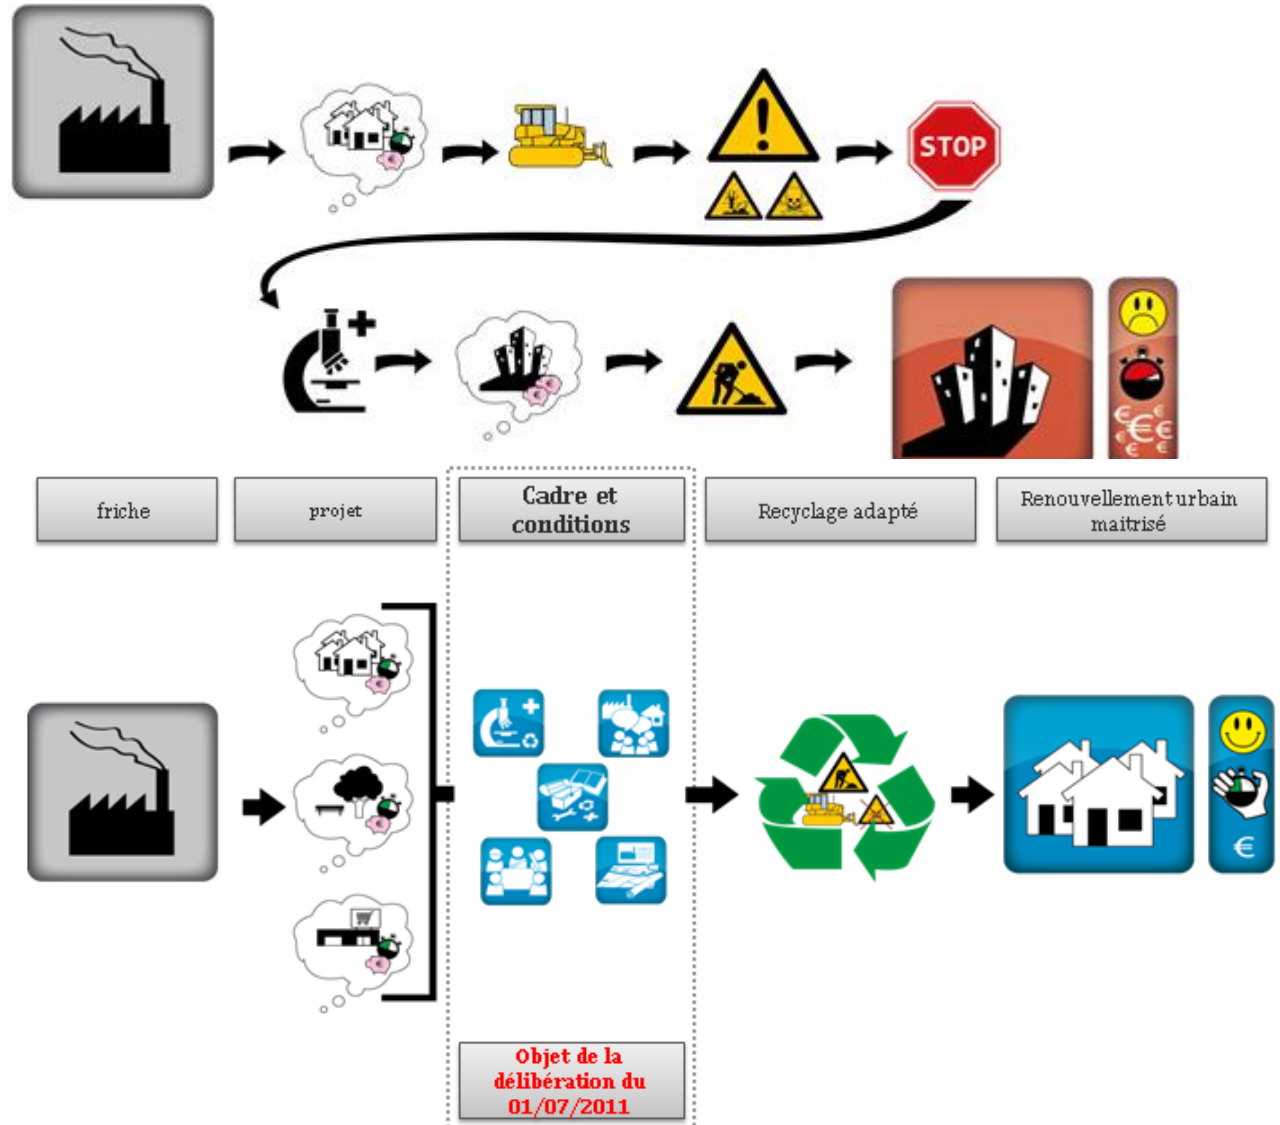 STOP
friche
projet
Cadre et
conditions
Recyclage adapté
Renouvellement urbain
maitrisé
Objet de la
délibération du
01/07/2011